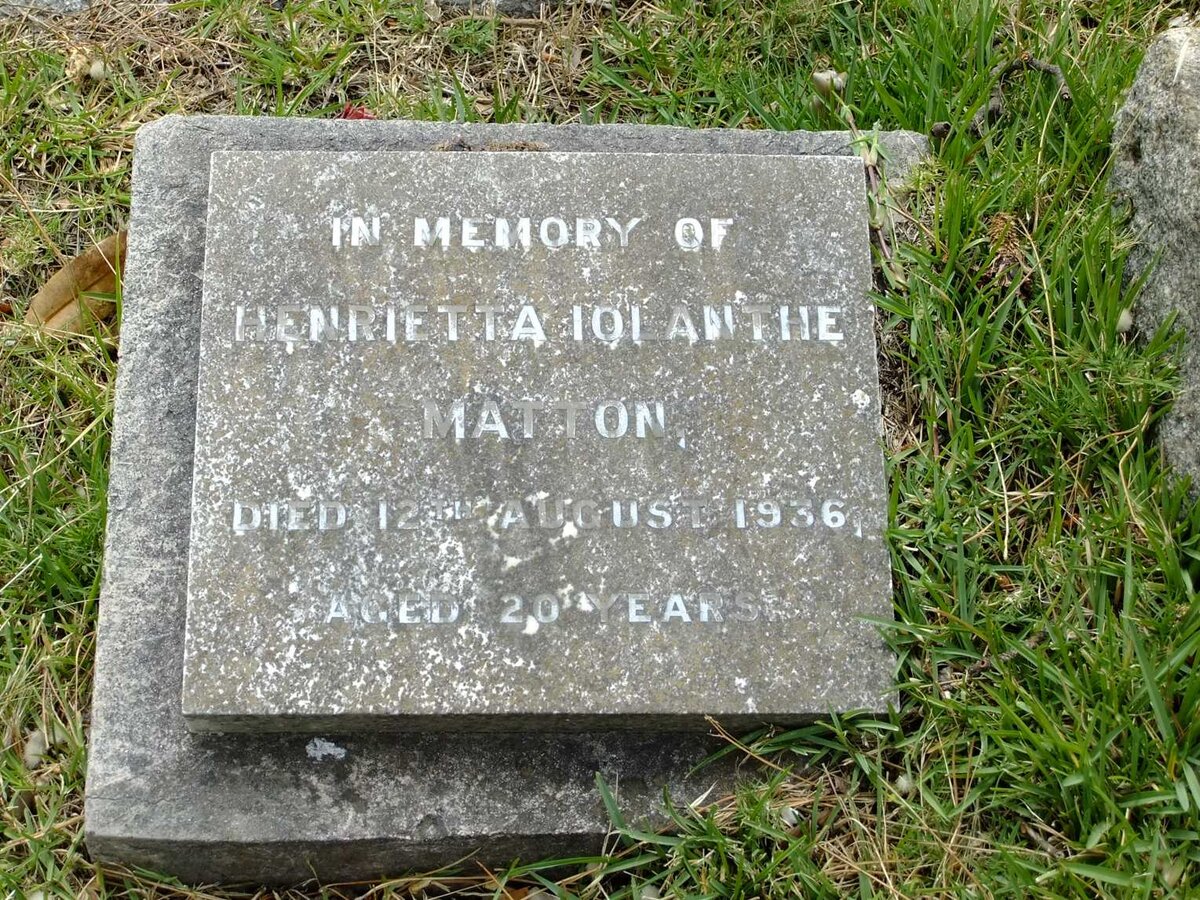 IN MEMORY OF
HENRIETTA IOLANTHE
MATTON,
DIED 12TH AUGUST 1936,
AGED 20 YEARS.